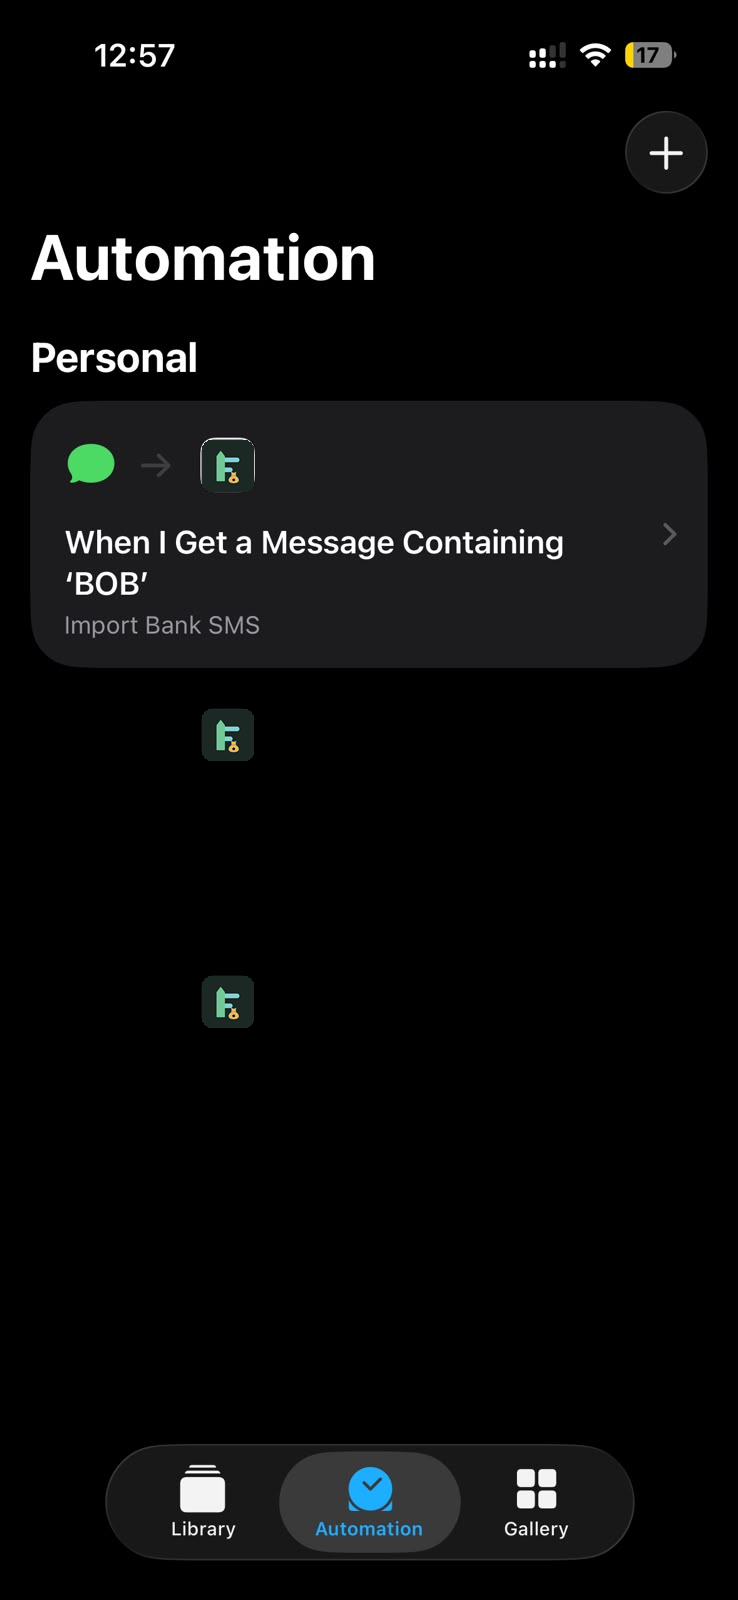 12:57
17
Automation
Personal
When I Get a Message Containing
‘BOB’
Import Bank SMS
Library
Automation
Gallery